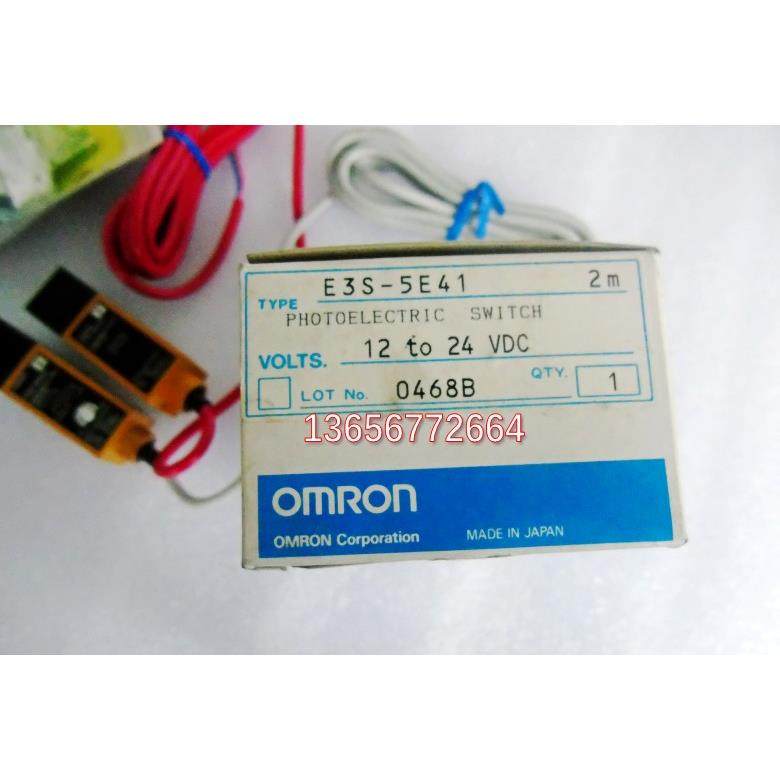 TYPE E3S-5E41 2m
PHOTOELECTRIC SWITCH
VOLTS. 12 to 24 VDC
LOT No. 0468B QTY. 1
13656772664
OMRON
OMRON Corporation MADE IN JAPAN